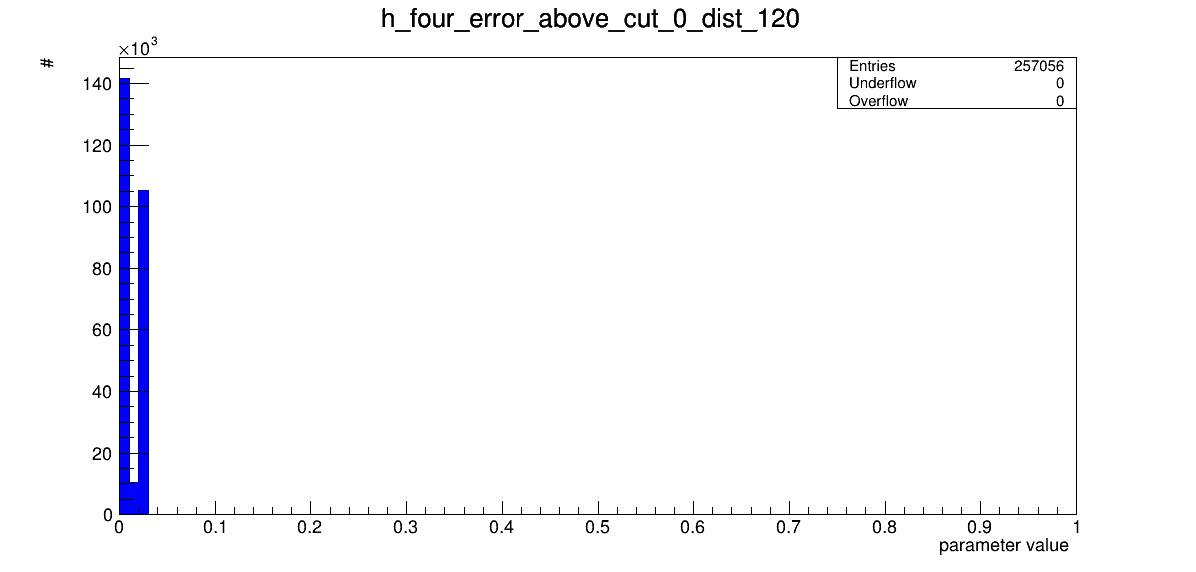 h_four_error_above_cut_0_dist_120
#
×10³
Entries 257056
Underflow 0
Overflow 0
140
120
100
80
60
40
20
0
0 0.1 0.2 0.3 0.4 0.5 0.6 0.7 0.8 0.9 1
parameter value